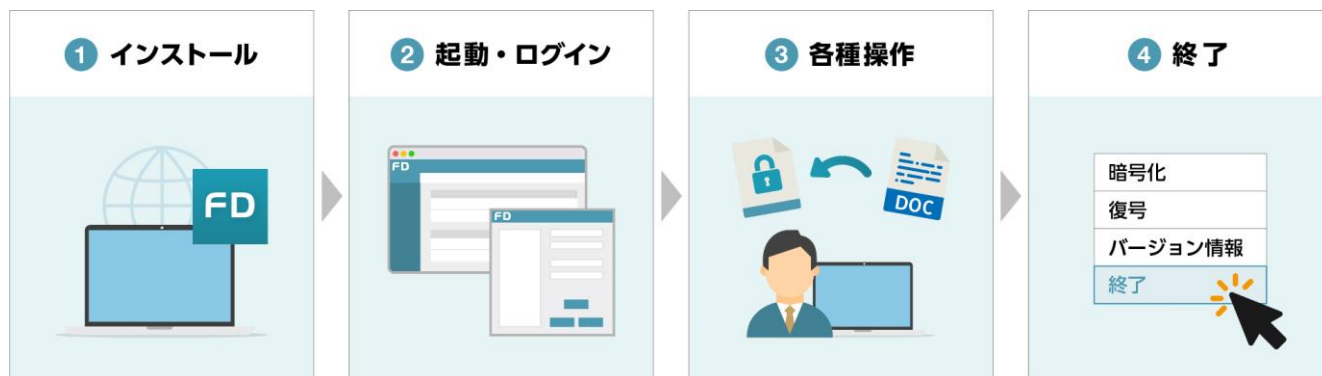 1 インストール
2 起動・ログイン
3 各種操作
4 終了
FD
FD
FD
DOC
暗号化
復号
バージョン情報
終了